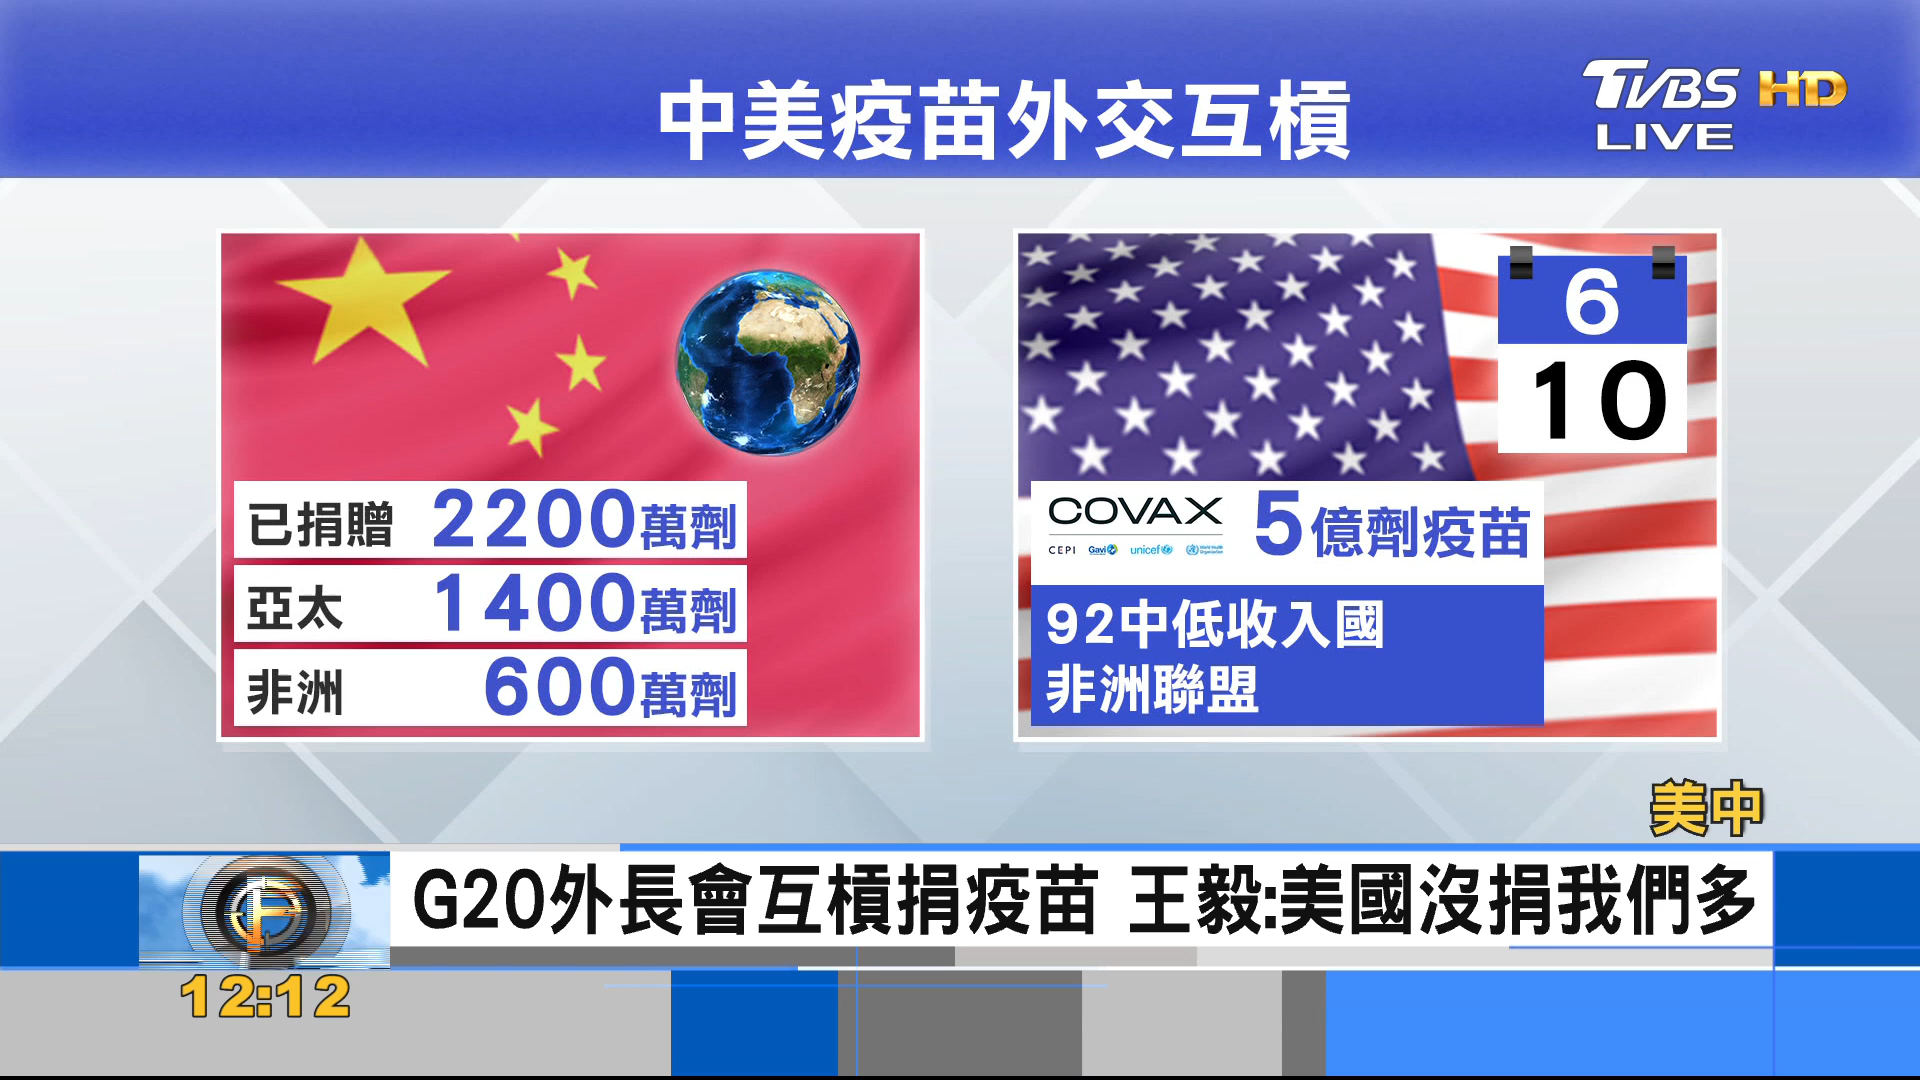 中美疫苗外交互槓
TVBS HD
LIVE
6
10
已捐贈 2200萬劑
亞太 1400萬劑
非洲 600萬劑
COVAX
CEPI Gavi unicef World Health Organization
5億劑疫苗
92中低收入國
非洲聯盟
美中
G20外長會互槓捐疫苗 王毅:美國沒捐我們多
12:12